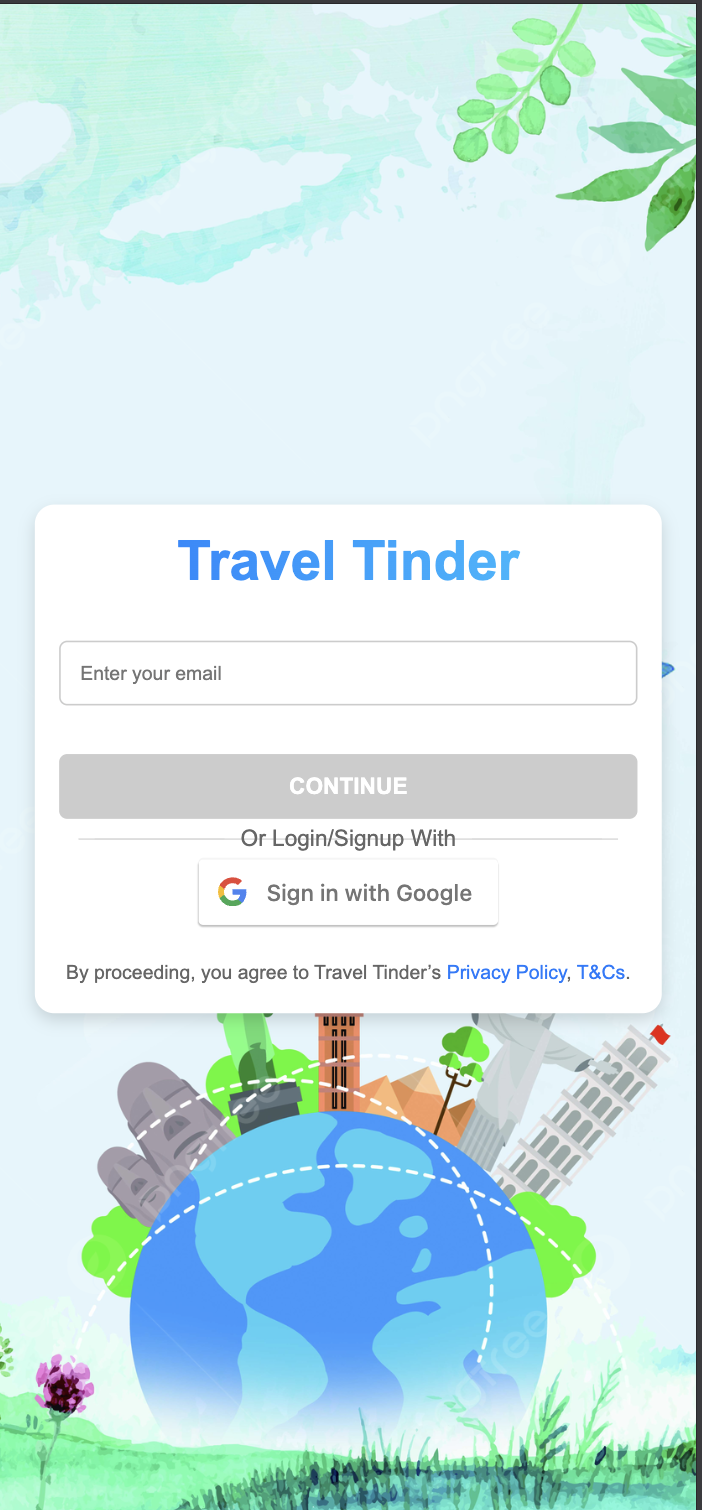 pngtree
Travel Tinder
Enter your email
CONTINUE
Or Login/Signup With
Sign in with Google
By proceeding, you agree to Travel Tinder’s Privacy Policy, T&Cs.